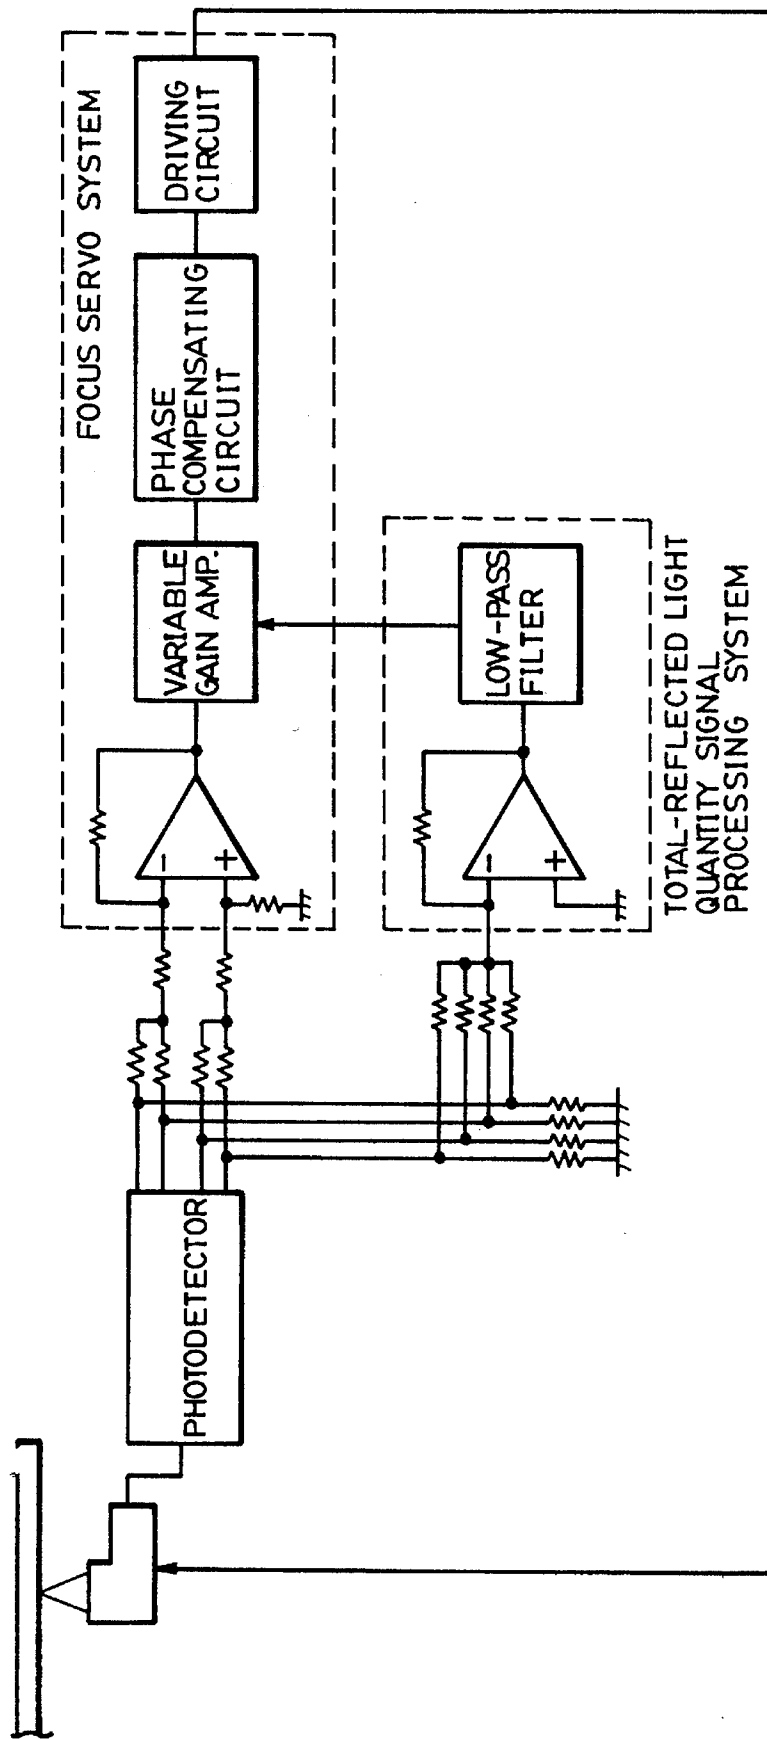 FOCUS SERVO SYSTEM
PHOTODETECTOR
-
+
VARIABLE
GAIN AMP.
PHASE
COMPENSATING
CIRCUIT
DRIVING
CIRCUIT
-
+
LOW-PASS
FILTER
TOTAL-REFLECTED LIGHT
QUANTITY SIGNAL
PROCESSING SYSTEM